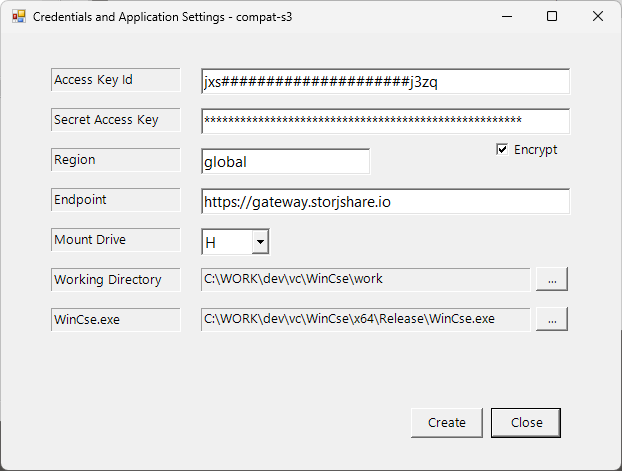 Credentials and Application Settings - compat-s3
Access Key Id
jxs#####################j3zq
Secret Access Key
*****************************************************
Region
global
Encrypt
Endpoint
https://gateway.storjshare.io
Mount Drive
H
Working Directory
C:\WORK\dev\vc\WinCse\work
...
WinCse.exe
C:\WORK\dev\vc\WinCse\x64\Release\WinCse.exe
...
Create
Close